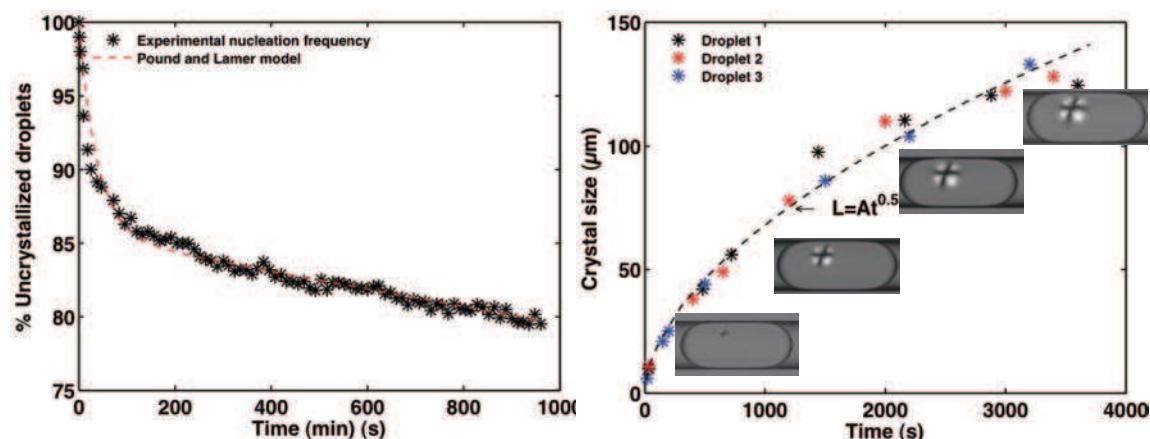 100
95
90
85
80
75
% Uncrystallized droplets
Experimental nucleation frequency
Pound and Lamer model
0
200
400
600
800
1000
Time (min) (s)
150
100
50
0
Crystal size (µm)
Droplet 1
Droplet 2
Droplet 3
L=At^0.5
0
1000
2000
3000
4000
Time (s)